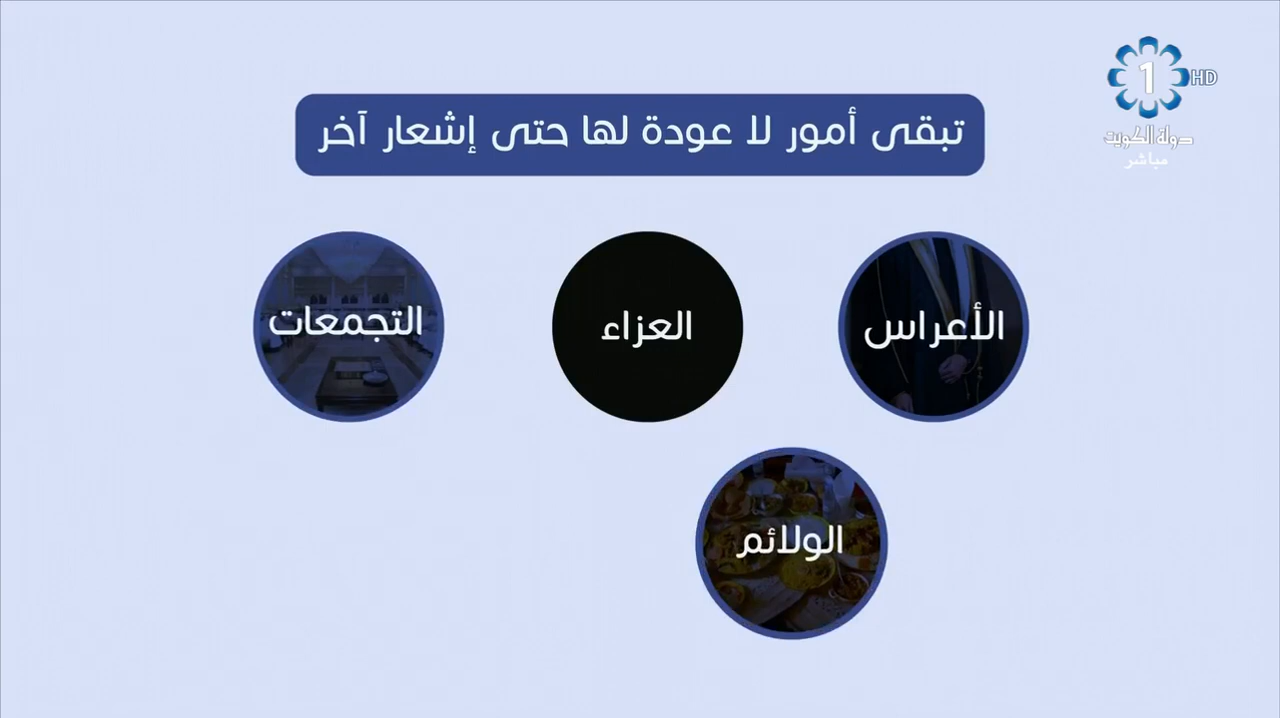 1 HD
دولة الكويت
مباشر
تبقى أمور لا عودة لها حتى إشعار آخر
الأعراس
العزاء
التجمعات
الولائم